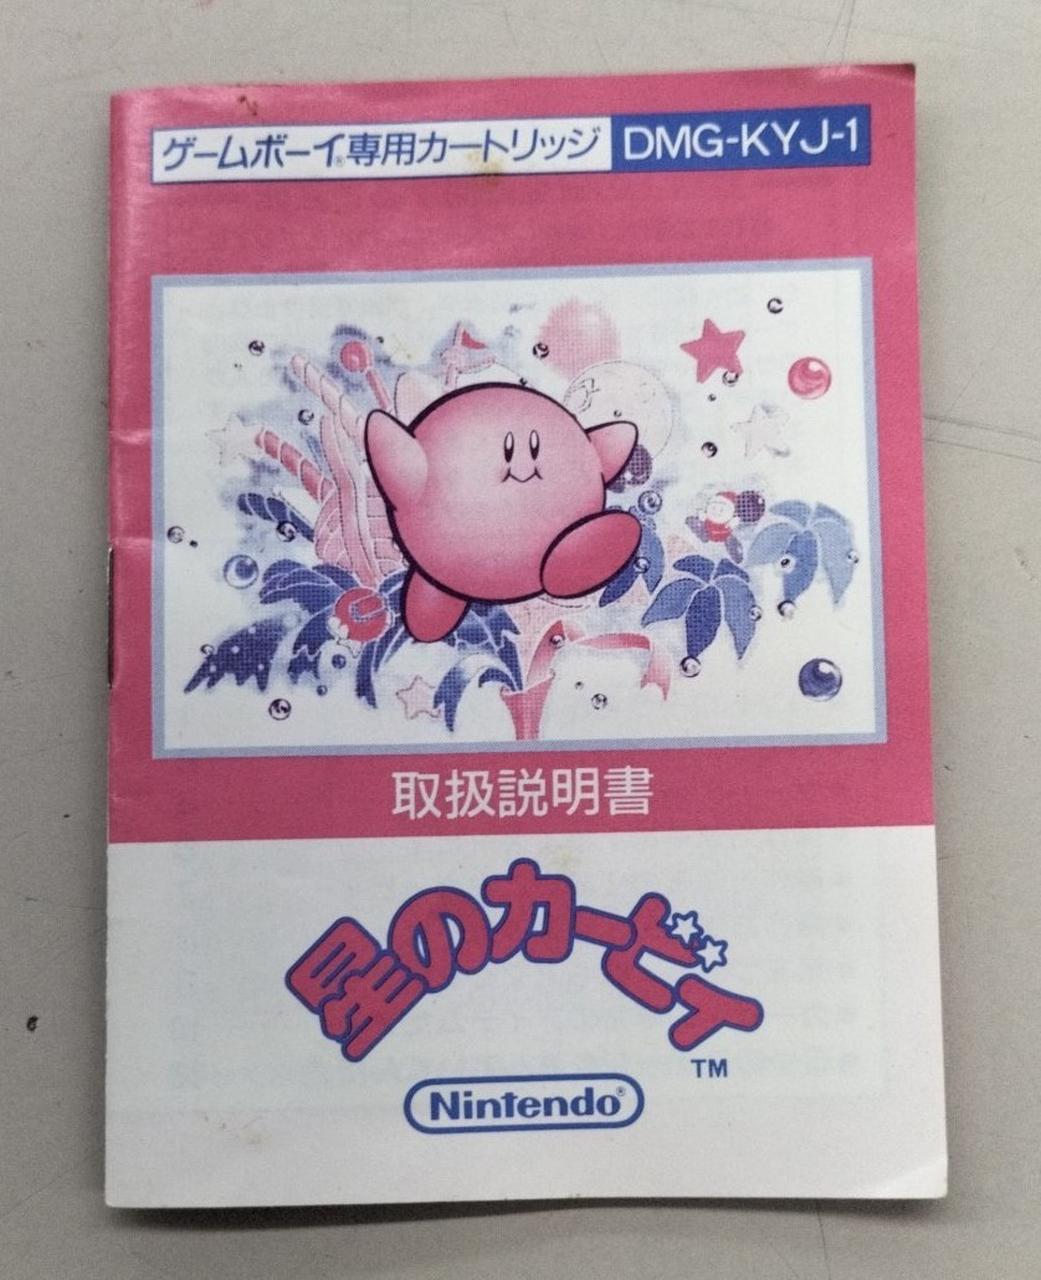 ゲームボーイ®専用カートリッジ DMG-KYJ-1
取扱説明書
星のカービィ
TM
Nintendo®